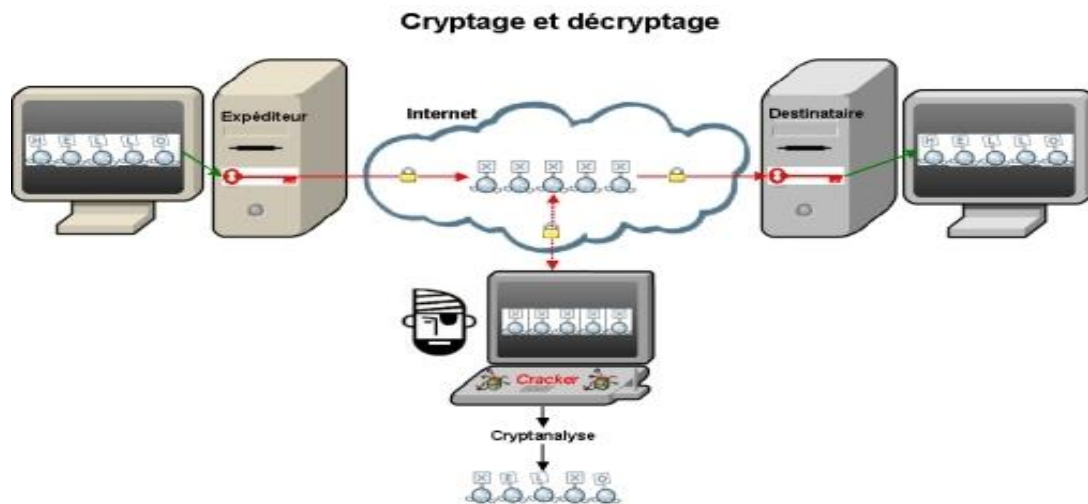 Cryptage et décryptage
Expéditeur
Internet
Destinataire
H E L L O
X X X X X
H E L L O
X X X X X
Cracker
Cryptanalyse
X E L X O